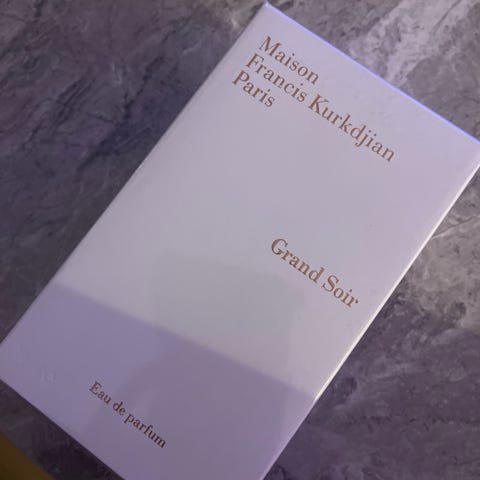 Maison
Francis Kurkdjian
Paris
Grand Soir
Eau de parfum